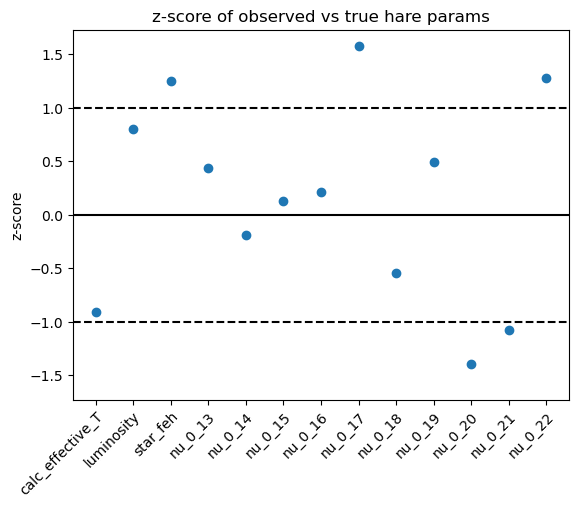 z-score of observed vs true hare params
z-score
1.5
1.0
0.5
0.0
−0.5
−1.0
−1.5
calc_effective_T
luminosity
star_feh
nu_0_13
nu_0_14
nu_0_15
nu_0_16
nu_0_17
nu_0_18
nu_0_19
nu_0_20
nu_0_21
nu_0_22